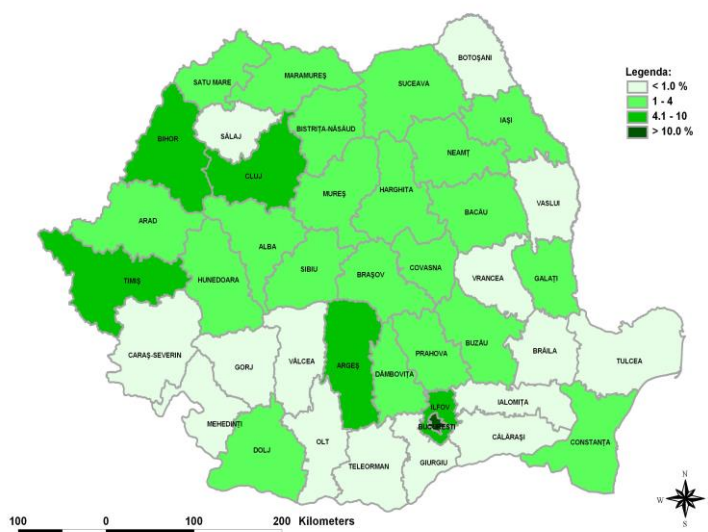 BOTOȘANI
SATU MARE
MARAMUREȘ
SUCEAVA
Legenda:
< 1.0 %
1 - 4
4.1 - 10
> 10.0 %
IAȘI
BIHOR
SĂLAJ
BISTRIȚA-NĂSĂUD
NEAMȚ
CLUJ
MUREȘ
HARGHITA
VASLUI
BACĂU
ARAD
ALBA
TIMIȘ
HUNEDOARA
SIBIU
BRAȘOV
COVASNA
VRANCEA
GALAȚI
CARAȘ-SEVERIN
GORJ
VÂLCEA
ARGEȘ
PRAHOVA
DÂMBOVIȚA
BUZĂU
BRĂILA
TULCEA
ILFOV
IALOMIȚA
BUCUREȘTI
MEHEDINȚI
DOLJ
OLT
TELEORMAN
GIURGIU
CĂLĂRAȘI
CONSTANȚA
N
W
E
S
100 0 100 200 Kilometers